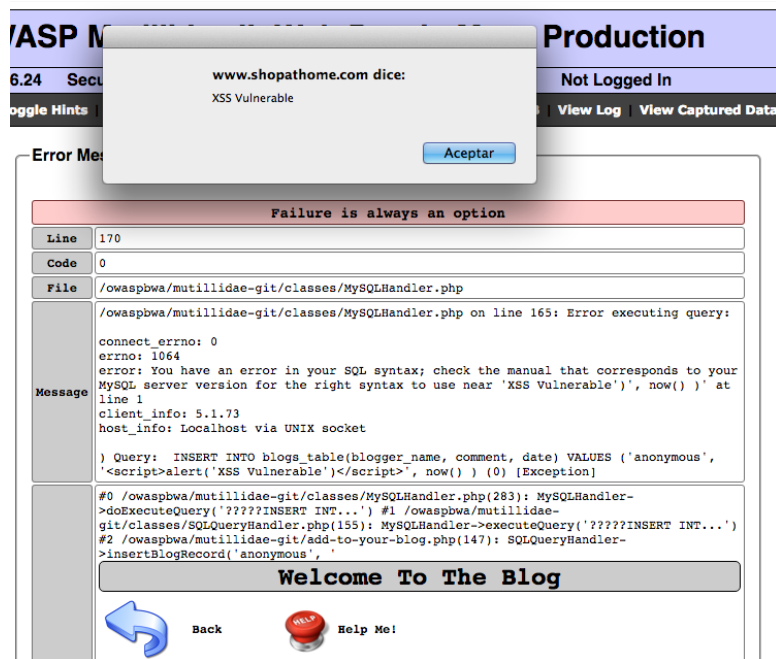 Production
6.24 Secu
Not Logged In
oggle Hints
View Log
View Captured Data
www.shopathome.com dice:
XSS Vulnerable
Aceptar
Error Mes
Failure is always an option
Line 170
Code 0
File /owaspbwa/mutillidae-git/classes/MySQLHandler.php
Message
/owaspbwa/mutillidae-git/classes/MySQLHandler.php on line 165: Error executing query:
connect_errno: 0
errno: 1064
error: You have an error in your SQL syntax; check the manual that corresponds to your
MySQL server version for the right syntax to use near 'XSS Vulnerable')', now() )' at
line 1
client_info: 5.1.73
host_info: Localhost via UNIX socket
) Query: INSERT INTO blogs_table(blogger_name, comment, date) VALUES ('anonymous',
'<script>alert('XSS Vulnerable')</script>', now() ) (0) [Exception]
#0 /owaspbwa/mutillidae-git/classes/MySQLHandler.php(283): MySQLHandler-
>doExecuteQuery('?????INSERT INT...') #1 /owaspbwa/mutillidae-
git/classes/SQLQueryHandler.php(155): MySQLHandler->executeQuery('?????INSERT INT...')
#2 /owaspbwa/mutillidae-git/add-to-your-blog.php(147): SQLQueryHandler-
>insertBlogRecord('anonymous', '
Welcome To The Blog
Back
HELP
Help Me!